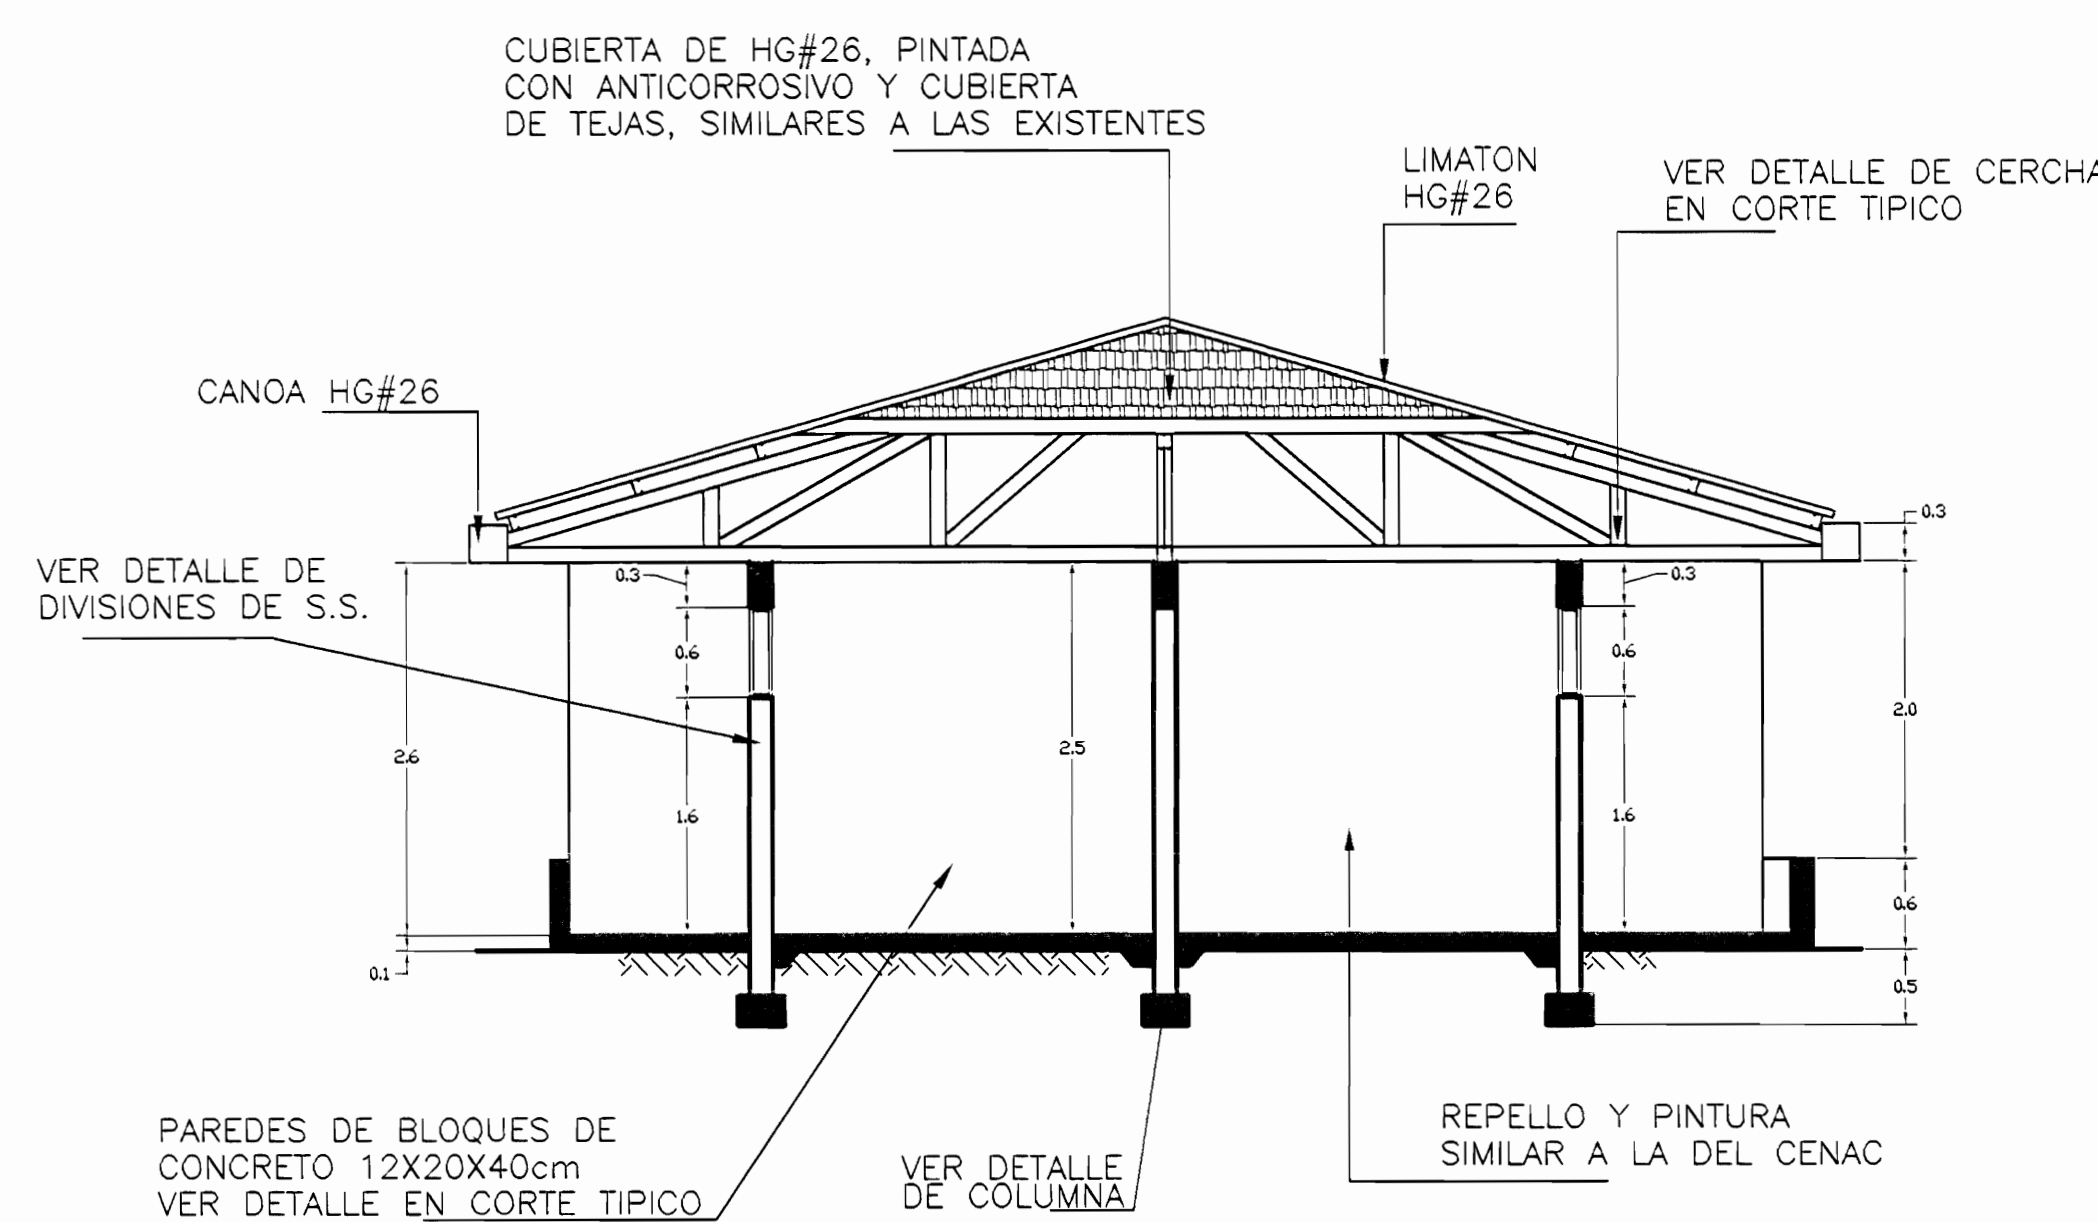 CUBIERTA DE HG#26, PINTADA
CON ANTICORROSIVO Y CUBIERTA
DE TEJAS, SIMILARES A LAS EXISTENTES
LIMATON
HG#26
VER DETALLE DE CERCHA
EN CORTE TIPICO
CANOA HG#26
0.3
VER DETALLE DE
DIVISIONES DE S.S.
0.3
0.3
0.6
0.6
2.0
2.6
2.5
1.6
1.6
0.6
0.1
0.5
PAREDES DE BLOQUES DE
CONCRETO 12X20X40cm
VER DETALLE EN CORTE TIPICO
VER DETALLE
DE COLUMNA
REPELLO Y PINTURA
SIMILAR A LA DEL CENAC